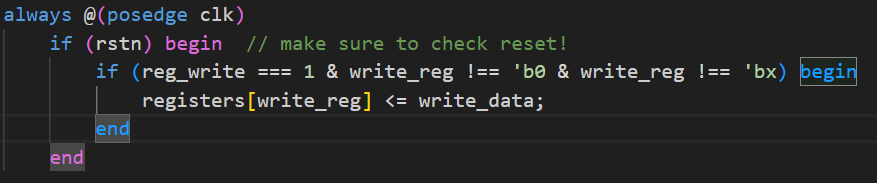 always @(posedge clk)
if (rstn) begin // make sure to check reset!
if (reg_write === 1 & write_reg !== 'b0 & write_reg !== 'bx) begin
registers[write_reg] <= write_data;
end
end